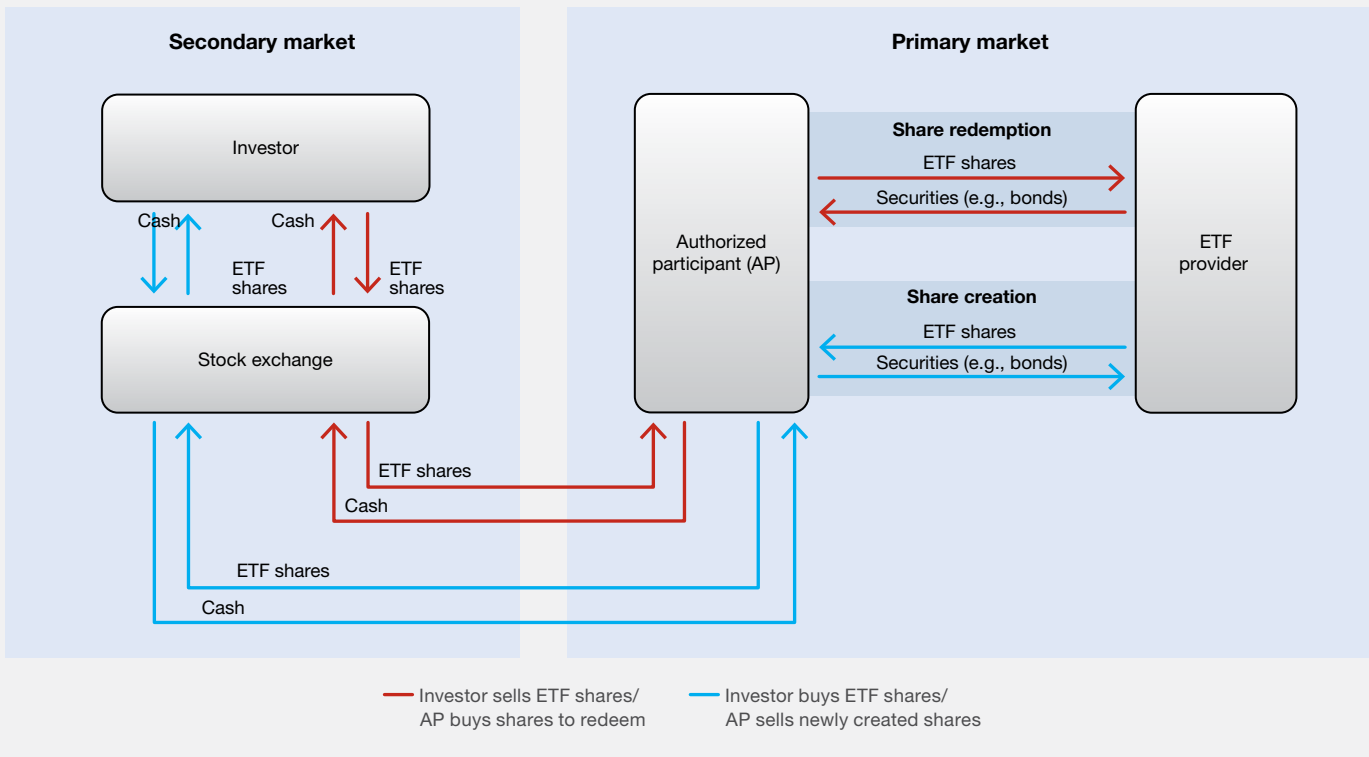 Secondary market
Primary market
Investor
Cash
Cash
ETF
shares
ETF
shares
Stock exchange
Authorized
participant (AP)
Share redemption
ETF shares
Securities (e.g., bonds)
ETF
provider
Share creation
ETF shares
Securities (e.g., bonds)
ETF shares
Cash
ETF shares
Cash
Investor sells ETF shares/
AP buys shares to redeem
Investor buys ETF shares/
AP sells newly created shares